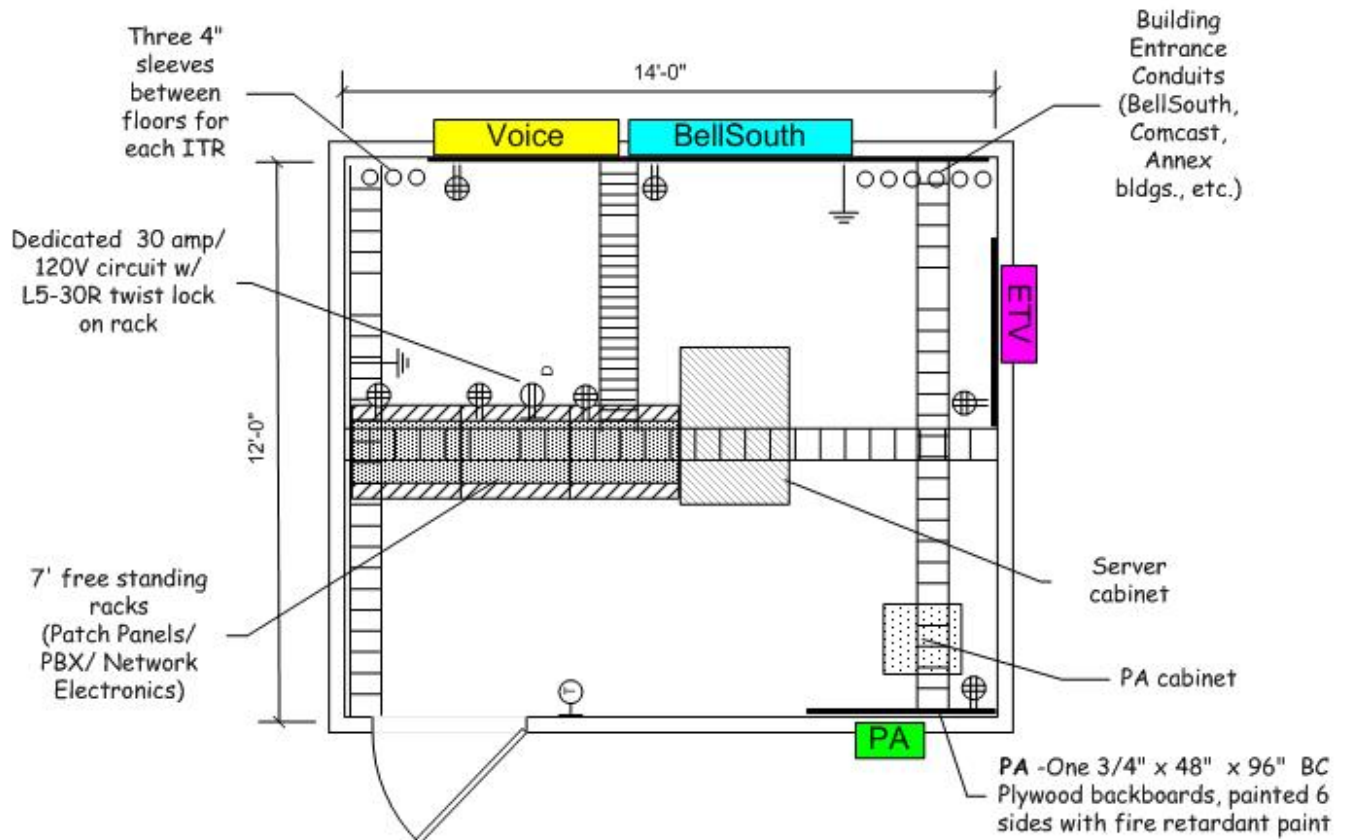 Three 4"
sleeves
between
floors for
each ITR
14'-0"
Building
Entrance
Conduits
(BellSouth,
Comcast,
Annex
bldgs., etc.)
Voice
BellSouth
Dedicated 30 amp/
120V circuit w/
L5-30R twist lock
on rack
ETV
D
12'-0"
7' free standing
racks
(Patch Panels/
PBX/ Network
Electronics)
Server
cabinet
PA cabinet
T
PA
PA -One 3/4" x 48" x 96" BC
Plywood backboards, painted 6
sides with fire retardant paint